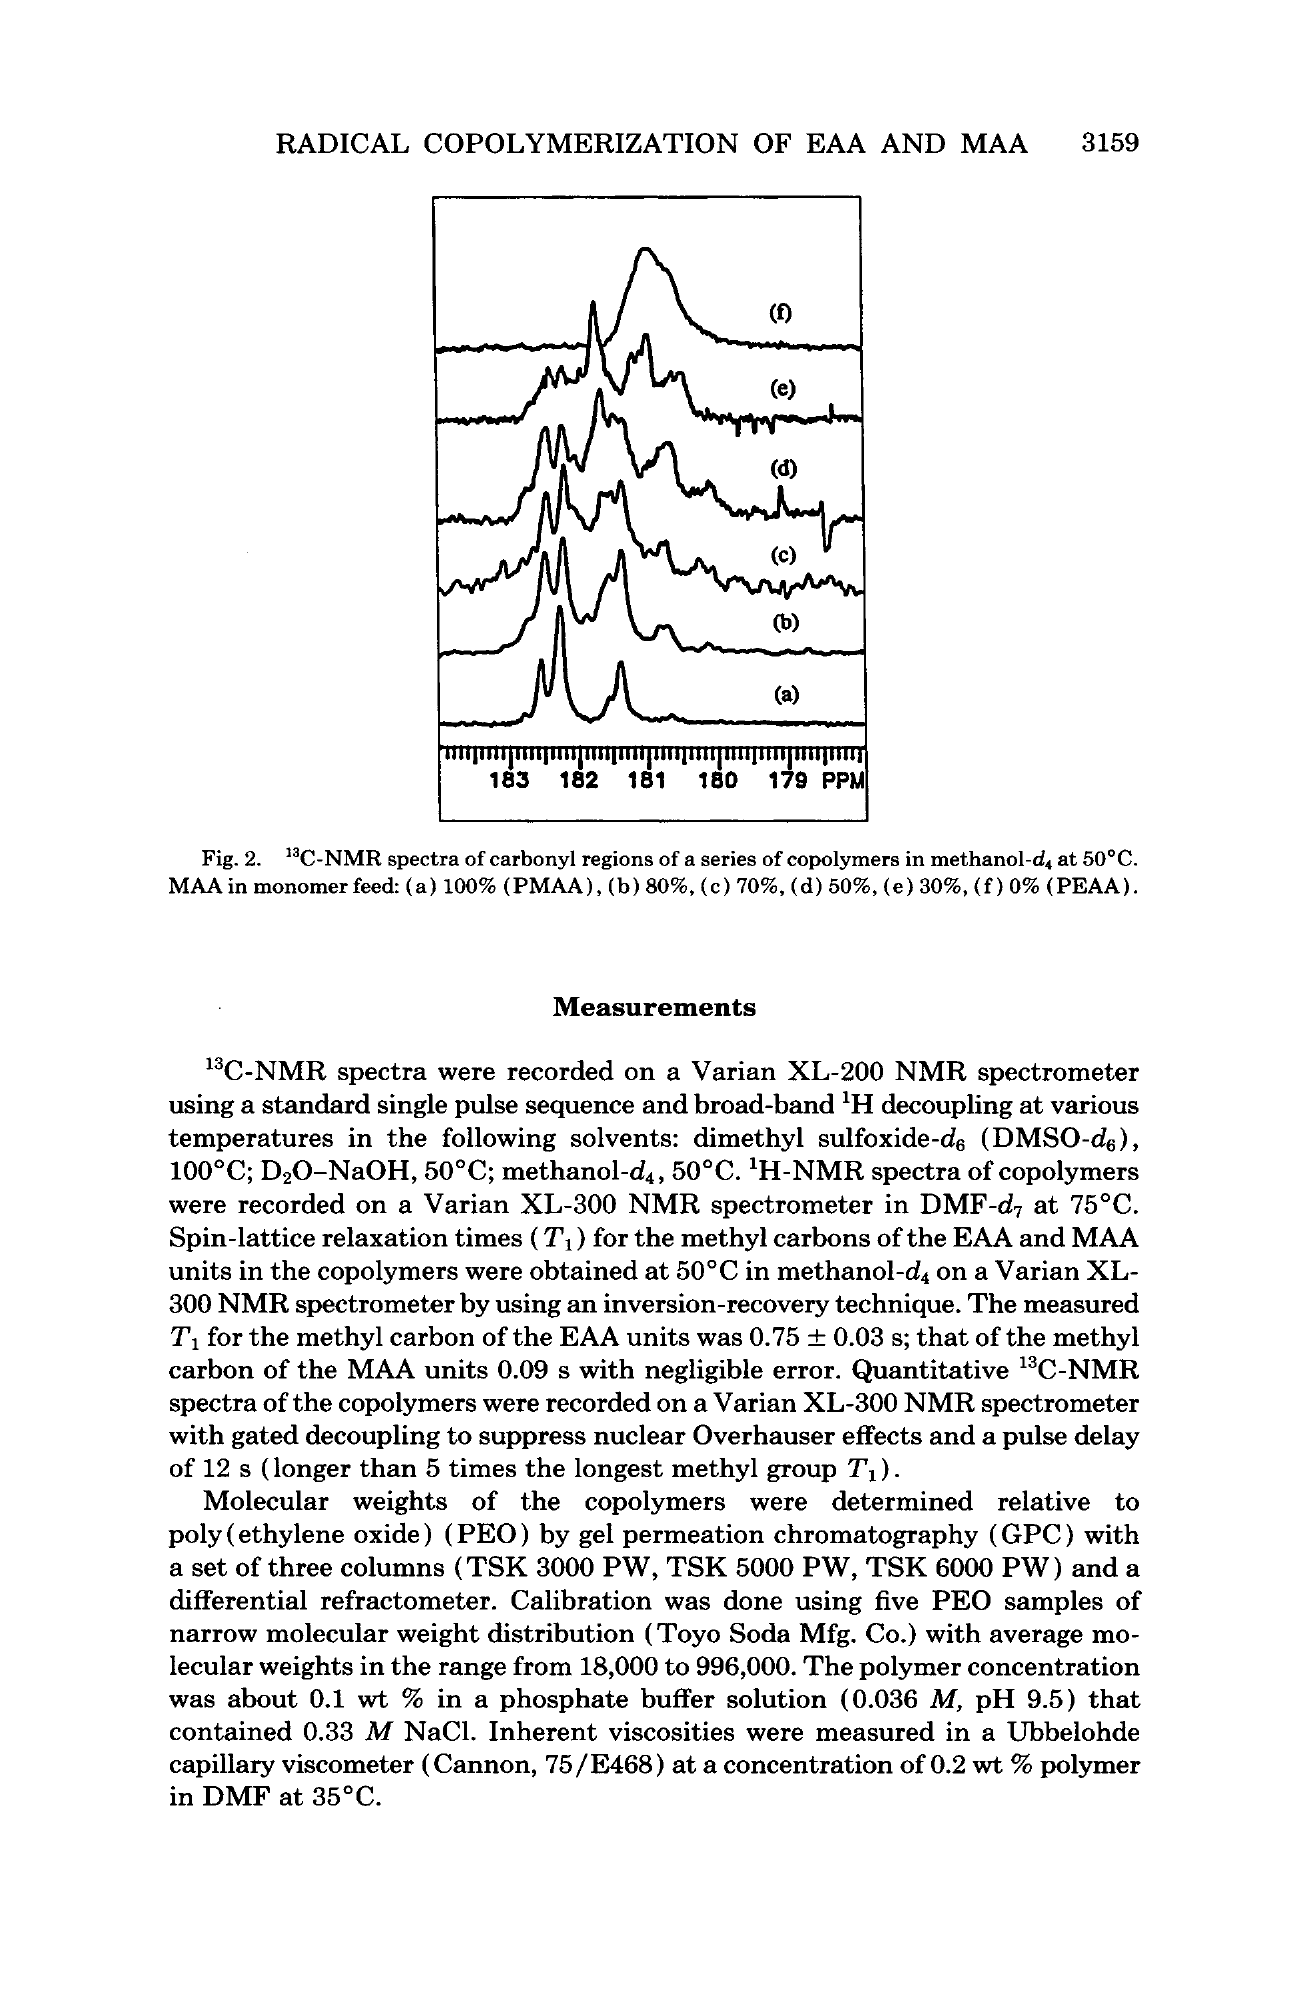 RADICAL COPOLYMERIZATION OF EAA AND MAA 3159
(f)
(e)
(d)
(c)
(b)
(a)
183 182 181 180 179 PPM
Fig. 2. ¹³C-NMR spectra of carbonyl regions of a series of copolymers in methanol-d₄ at 50°C.
MAA in monomer feed: (a) 100% (PMAA), (b) 80%, (c) 70%, (d) 50%, (e) 30%, (f) 0% (PEAA).
Measurements
¹³C-NMR spectra were recorded on a Varian XL-200 NMR spectrometer
using a standard single pulse sequence and broad-band ¹H decoupling at various
temperatures in the following solvents: dimethyl sulfoxide-d₆ (DMSO-d₆),
100°C; D₂O–NaOH, 50°C; methanol-d₄, 50°C. ¹H-NMR spectra of copolymers
were recorded on a Varian XL-300 NMR spectrometer in DMF-d₇ at 75°C.
Spin-lattice relaxation times (T₁) for the methyl carbons of the EAA and MAA
units in the copolymers were obtained at 50°C in methanol-d₄ on a Varian XL-
300 NMR spectrometer by using an inversion-recovery technique. The measured
T₁ for the methyl carbon of the EAA units was 0.75 ± 0.03 s; that of the methyl
carbon of the MAA units 0.09 s with negligible error. Quantitative ¹³C-NMR
spectra of the copolymers were recorded on a Varian XL-300 NMR spectrometer
with gated decoupling to suppress nuclear Overhauser effects and a pulse delay
of 12 s (longer than 5 times the longest methyl group T₁).
Molecular weights of the copolymers were determined relative to
poly(ethylene oxide) (PEO) by gel permeation chromatography (GPC) with
a set of three columns (TSK 3000 PW, TSK 5000 PW, TSK 6000 PW) and a
differential refractometer. Calibration was done using five PEO samples of
narrow molecular weight distribution (Toyo Soda Mfg. Co.) with average mo-
lecular weights in the range from 18,000 to 996,000. The polymer concentration
was about 0.1 wt % in a phosphate buffer solution (0.036 M, pH 9.5) that
contained 0.33 M NaCl. Inherent viscosities were measured in a Ubbelohde
capillary viscometer (Cannon, 75/E468) at a concentration of 0.2 wt % polymer
in DMF at 35°C.